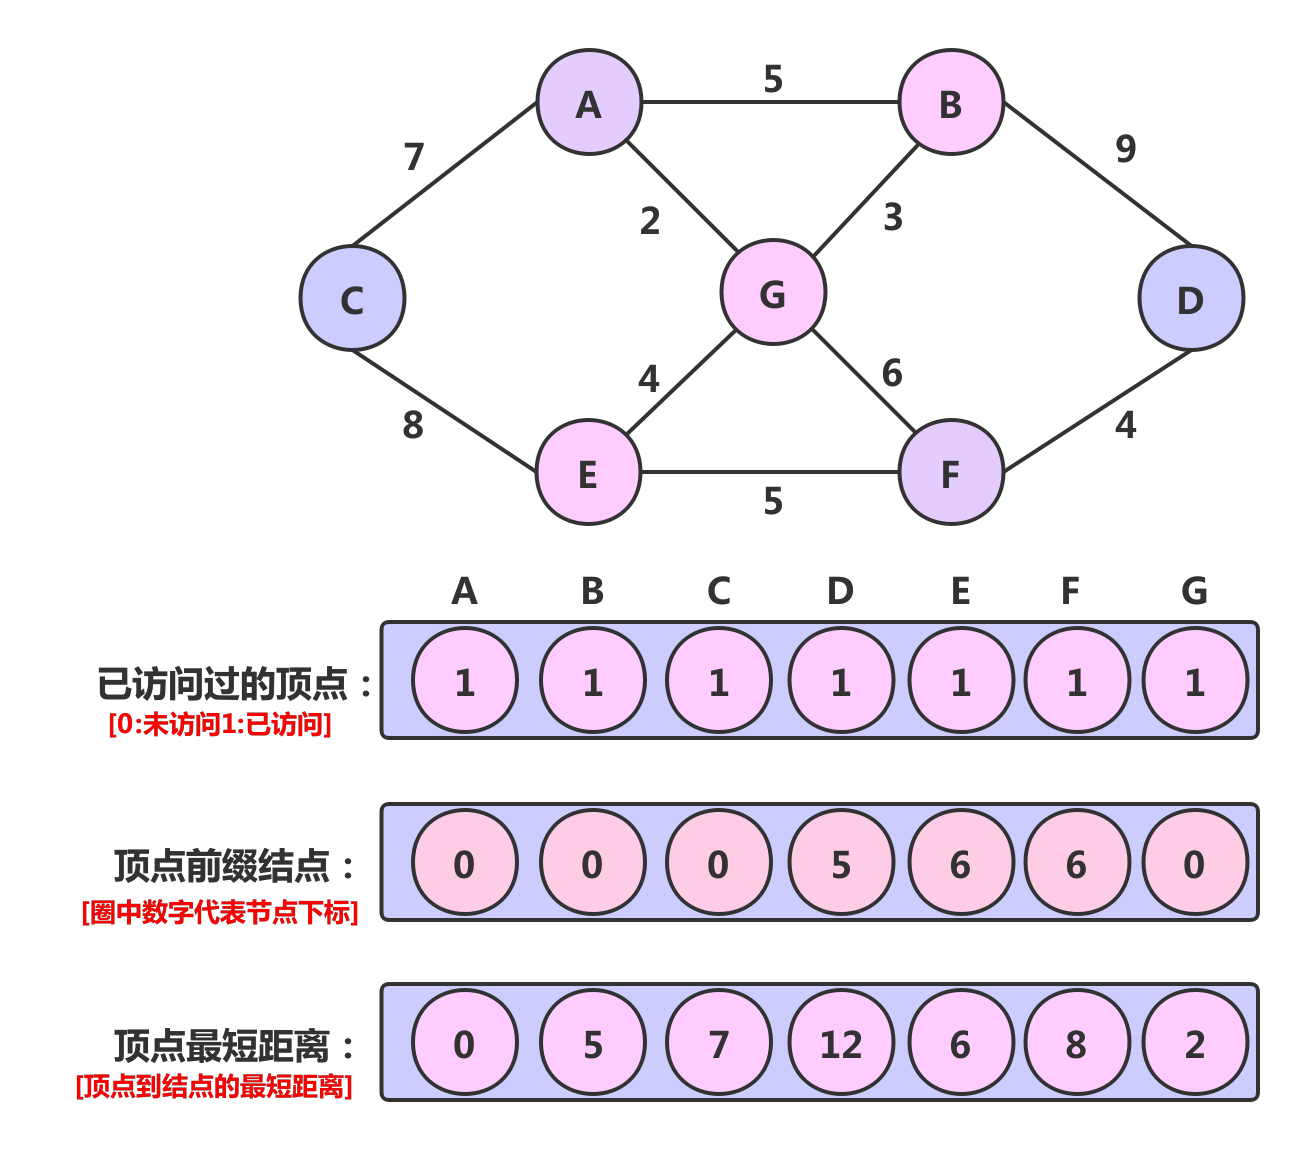 5
A
B
7
9
2
3
C
G
D
4
6
8
4
E
F
5
A B C D E F G
已访问过的顶点： 1 1 1 1 1 1 1
[0:未访问1:已访问]
顶点前缀结点： 0 0 0 5 6 6 0
[圈中数字代表节点下标]
顶点最短距离： 0 5 7 12 6 8 2
[顶点到结点的最短距离]